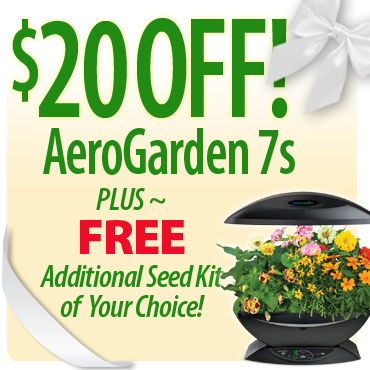 $20 OFF!
AeroGarden 7s
PLUS ~
FREE
Additional Seed Kit
of Your Choice!